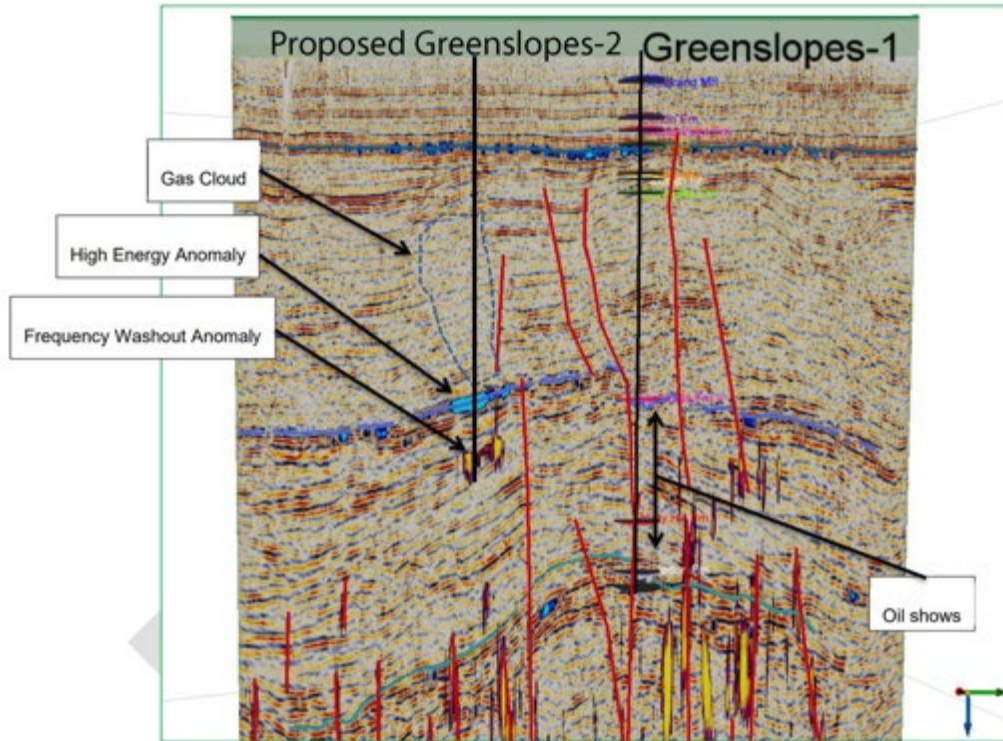 Proposed Greenslopes-2
Greenslopes-1
Gas Cloud
High Energy Anomaly
Frequency Washout Anomaly
Oil shows